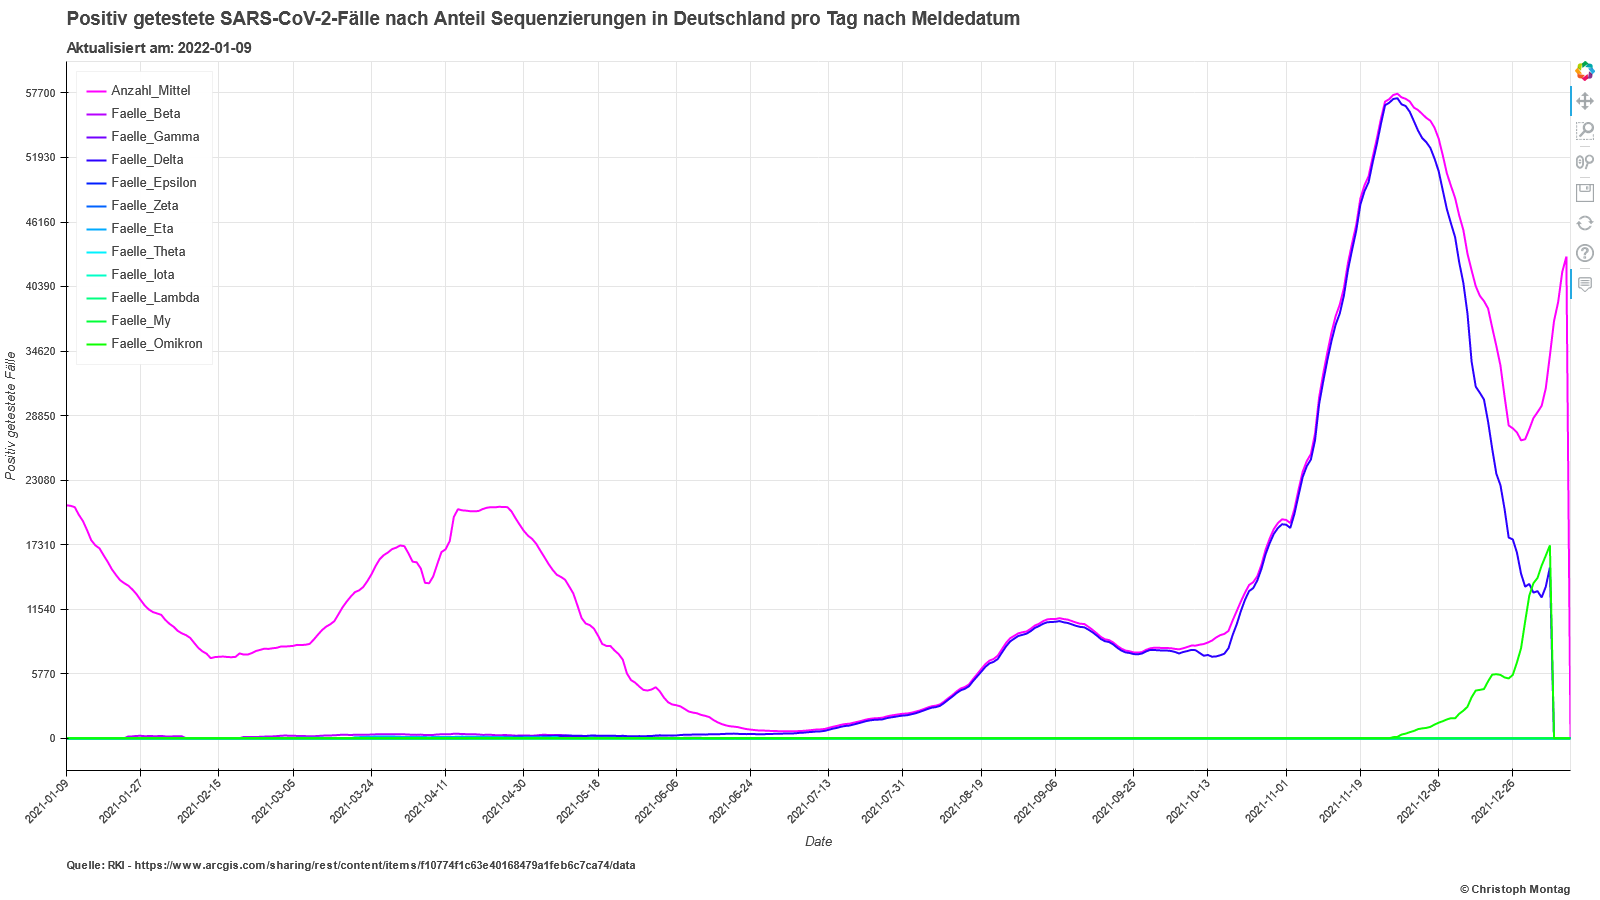 Positiv getestete SARS-CoV-2-Fälle nach Anteil Sequenzierungen in Deutschland pro Tag nach Meldedatum
Aktualisiert am: 2022-01-09
Anzahl_Mittel
Faelle_Beta
Faelle_Gamma
Faelle_Delta
Faelle_Epsilon
Faelle_Zeta
Faelle_Eta
Faelle_Theta
Faelle_Iota
Faelle_Lambda
Faelle_My
Faelle_Omikron
57700
51930
46160
40390
34620
28850
23080
17310
11540
5770
0
Positiv getestete Fälle
2021-01-09
2021-01-27
2021-02-15
2021-03-05
2021-03-24
2021-04-11
2021-04-30
2021-05-18
2021-06-06
2021-06-24
2021-07-13
2021-07-31
2021-08-19
2021-09-06
2021-09-25
2021-10-13
2021-11-01
2021-11-19
2021-12-08
2021-12-26
Date
Quelle: RKI - https://www.arcgis.com/sharing/rest/content/items/f10774f1c63e40168479a1feb6c7ca74/data
© Christoph Montag